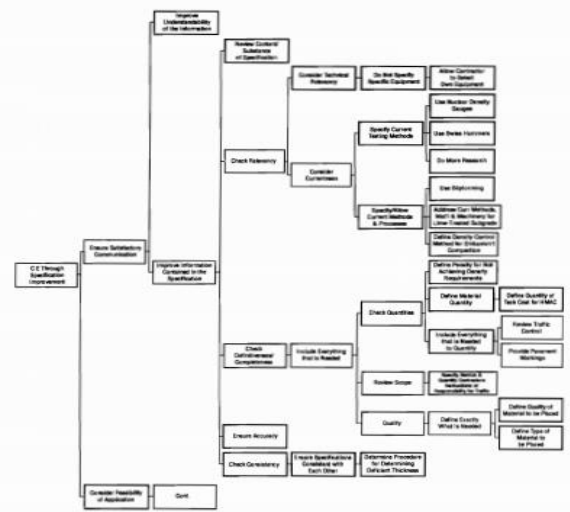 Improve
Understandability
of the Information
Review Content/
Substance
of Specification
Consider Technical
Relevancy
Do Not Specify
Specific Equipment
Allow Contractor
to Select
Own Equipment
Use Nuclear Density
Gauges
Specify Current
Testing Methods
Use Swiss Hammers
Check Relevancy
Consider
Currentness
Do More Research
Use Slipforming
Specify/Allow
Current Methods
& Processes
Address Curr Methods,
Mat'l & Machinery for
Lime-Treated Subgrade
Define Density Control
Method for Embankm't
Compaction
Ensure Satisfactory
Communication
C E Through
Specification
Improvement
Improve Information
Contained in the
Specification
Define Penalty for Not
Achieving Density
Requirements
Check Quantities
Define Material
Quantity
Define Quantity of
Tack Coat for HMAC
Include Everything
that is Needed
to Quantity
Review Traffic
Control
Provide Pavement
Markings
Check
Definitiveness/
Completeness
Include Everything
that is Needed
Review Scope
Responsibility for Traffic
Qualify
Define Exactly
What is Needed
Define Quality of
Material to be Placed
Define Type of
Material to
be Placed
Ensure Accuracy
Check Consistency
Ensure Specifications
Consistent with
Each Other
Determine Procedure
for Determining
Deficient Thickness
Consider Feasibility
of Application
Cont